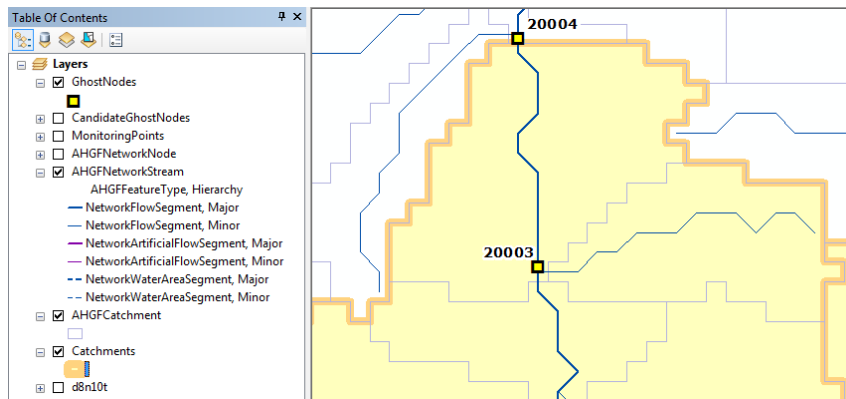 Table Of Contents
Layers
GhostNodes
CandidateGhostNodes
MonitoringPoints
AHGFNetworkNode
AHGFNetworkStream
AHGFFeatureType, Hierarchy
NetworkFlowSegment, Major
NetworkFlowSegment, Minor
NetworkArtificialFlowSegment, Major
NetworkArtificialFlowSegment, Minor
NetworkWaterAreaSegment, Major
NetworkWaterAreaSegment, Minor
AHGFCatchment
Catchments
d8n10t
20004
20003